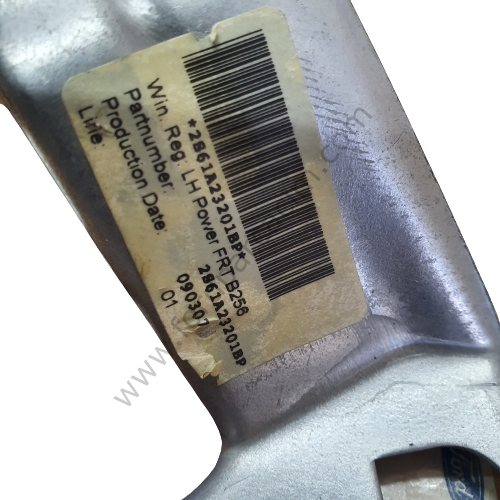 *2S61A23201BP*
Win. Reg. LH Power FRT B256
Partnumber: 2S61A23201BP
Production Date: 090307
Line: 01